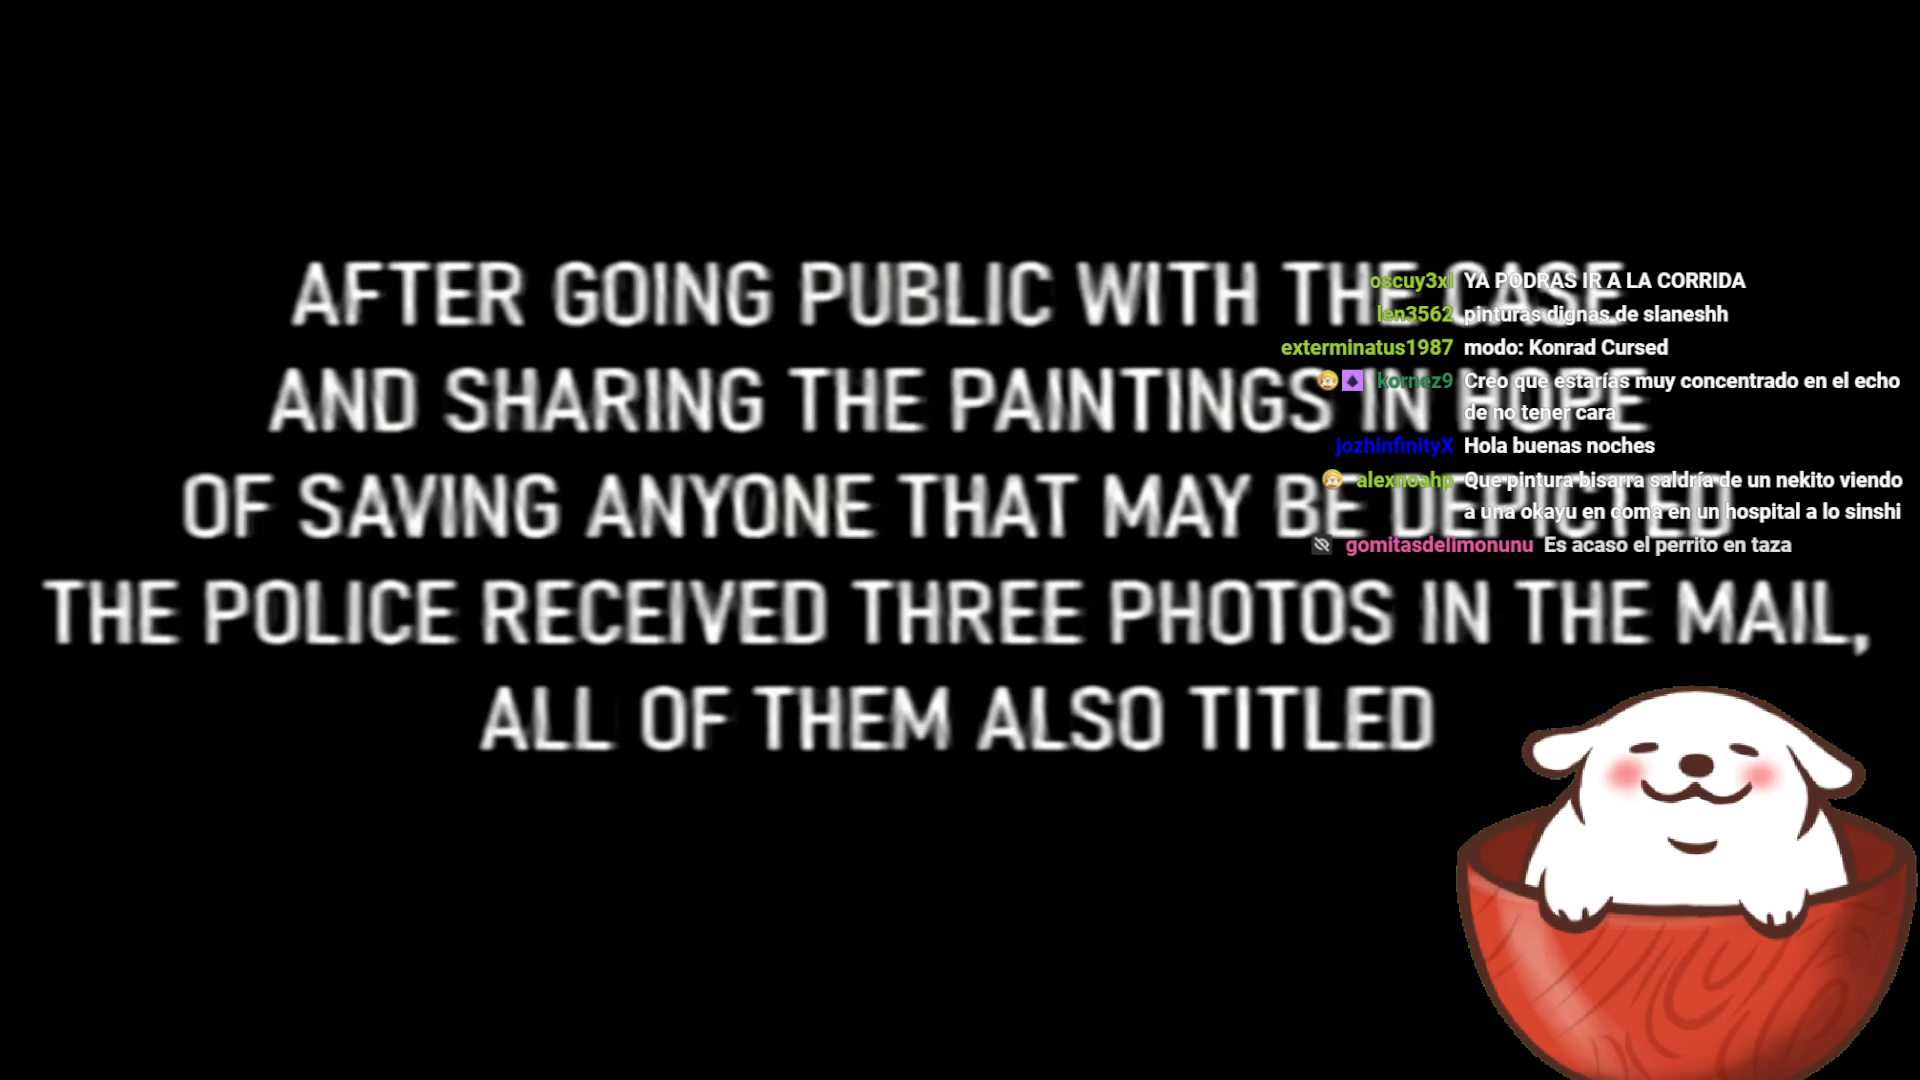 AFTER GOING PUBLIC WITH THE CASE
AND SHARING THE PAINTINGS IN HOPE
OF SAVING ANYONE THAT MAY BE DEPICTED
THE POLICE RECEIVED THREE PHOTOS IN THE MAIL,
ALL OF THEM ALSO TITLED
oscuy3xl YA PODRAS IR A LA CORRIDA
len3562 pinturas dignas de slaneshh
exterminatus1987 modo: Konrad Cursed
kornez9 Creo que estarías muy concentrado en el echo
de no tener cara
JozhinfinityX Hola buenas noches
alexnoahp Que pintura bisarra saldría de un nekito viendo
a una okayu en coma en un hospital a lo sinshi
gomitasdelimonunu Es acaso el perrito en taza